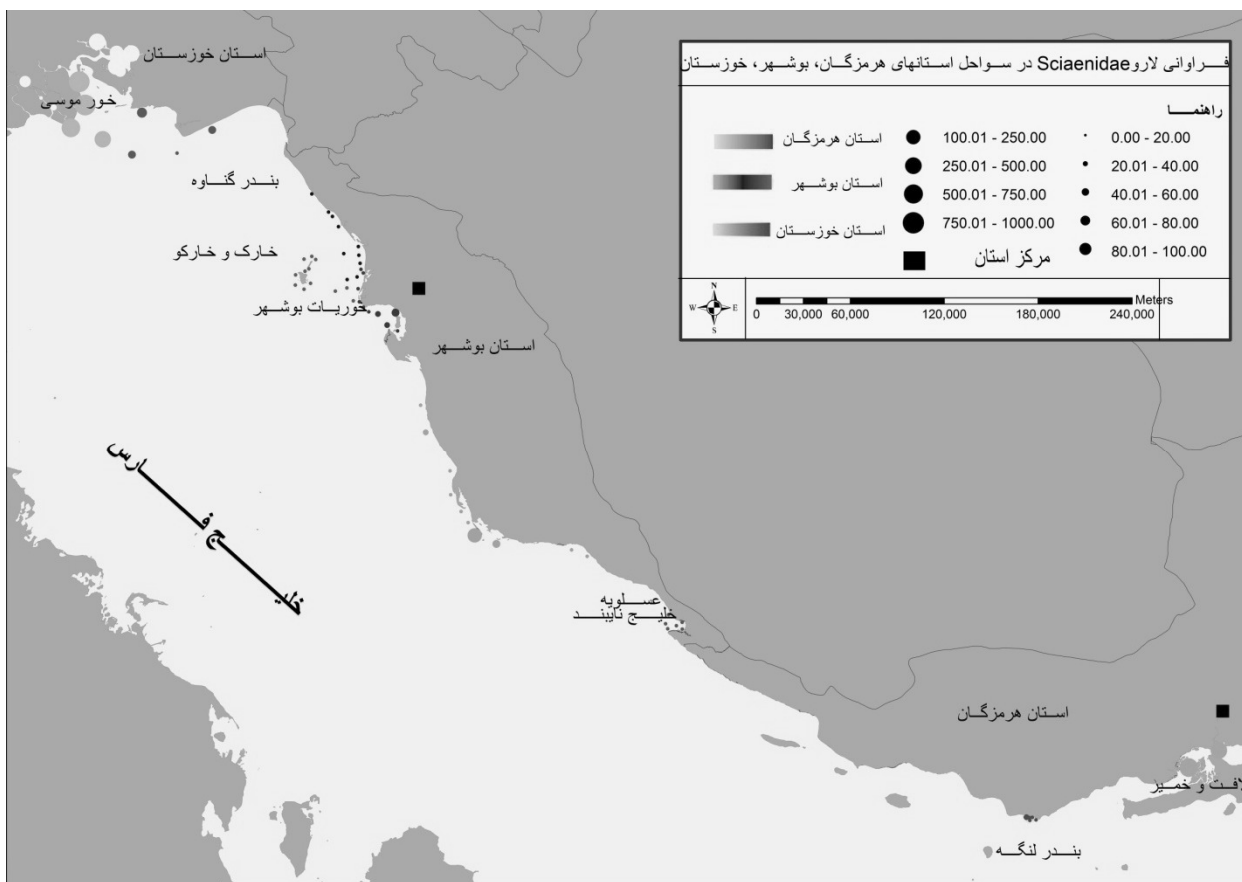 فراوانی لارو Sciaenidae در سواحل استانهای هرمزگان، بوشهر، خوزستان
راهنما
0.00 - 20.00
20.01 - 40.00
40.01 - 60.00
60.01 - 80.00
80.01 - 100.00
100.01 - 250.00
250.01 - 500.00
500.01 - 750.00
750.01 - 1000.00
مرکز استان
استان هرمزگان
استان بوشهر
استان خوزستان
N
W E
S
Meters
0 30,000 60,000 120,000 180,000 240,000
استان خوزستان
خور موسی
بندر گناوه
خارک و خارکو
خوریات بوشهر
استان بوشهر
خلیج فارس
عسلویه
خلیج نایبند
استان هرمزگان
لافت و خمیز
بندر لنگه